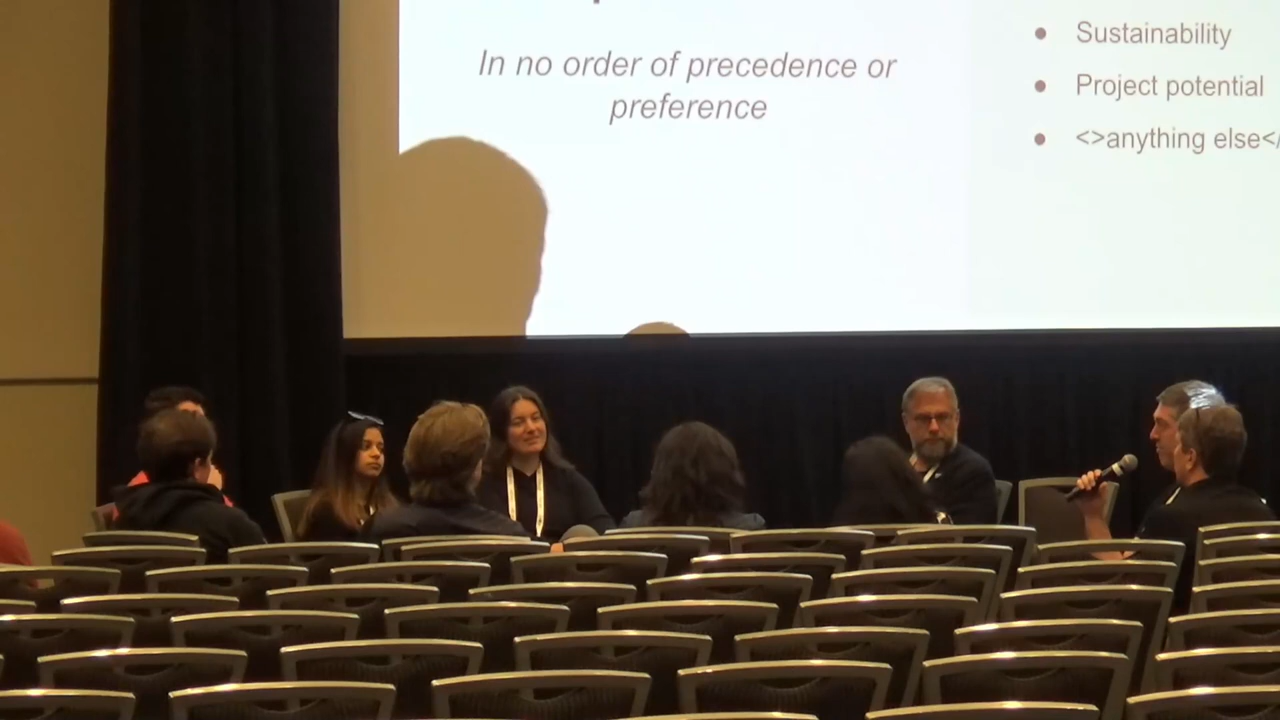 In no order of precedence or
preference
● Sustainability
● Project potential
● <>anything else</